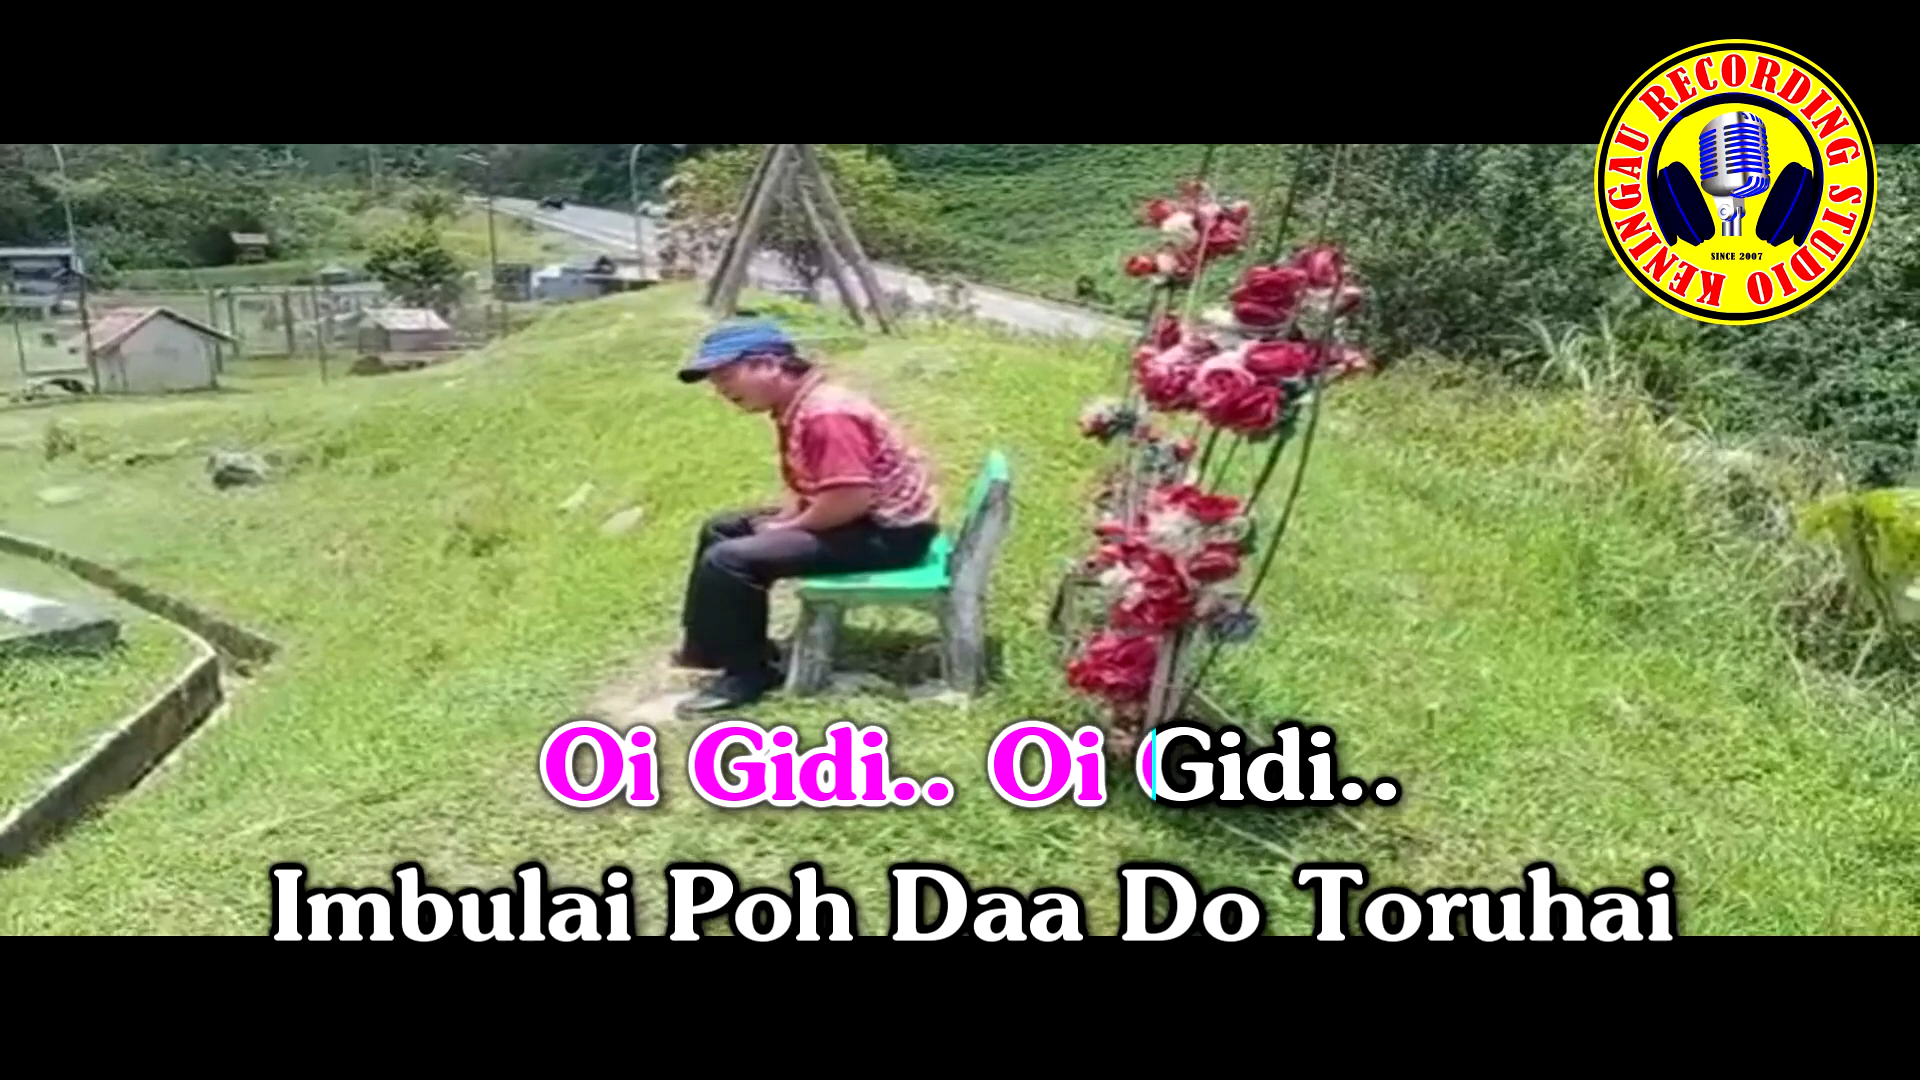 RECORDING STUDIO KENINGAU
SINCE 2007
Oi Gidi.. Oi Gidi..
Imbulai Poh Daa Do Toruhai